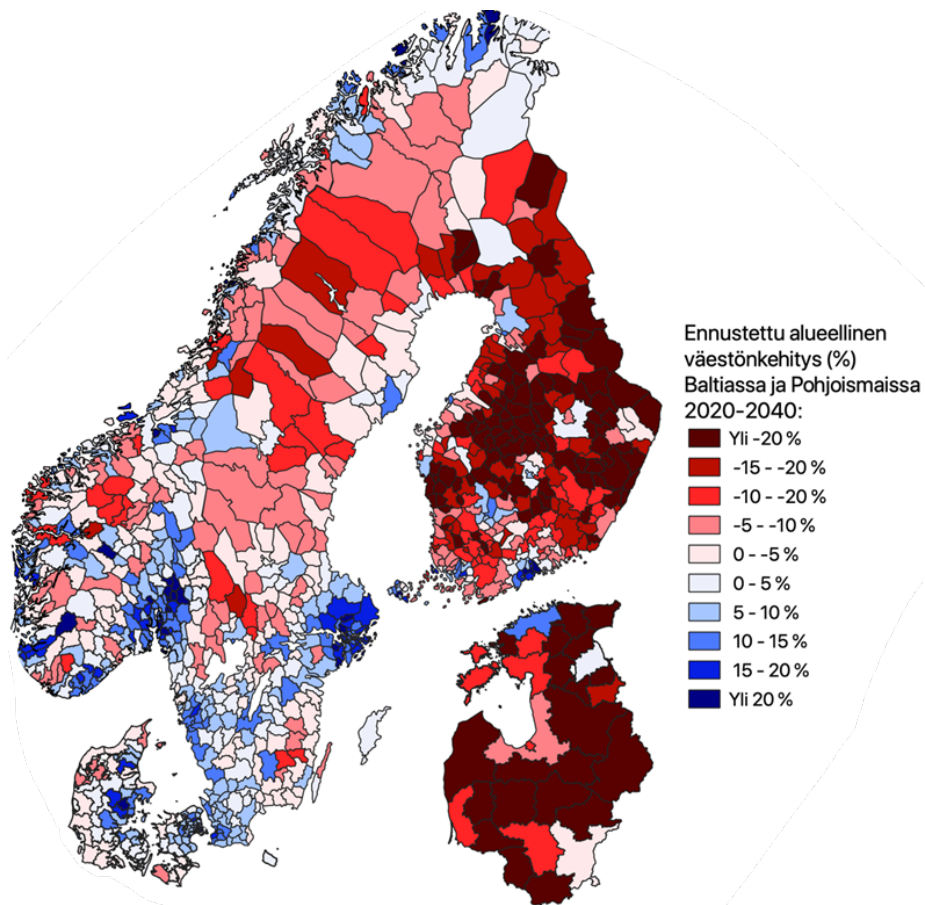 Ennustettu alueellinen
väestönkehitys (%)
Baltiassa ja Pohjoismaissa
2020-2040:
Yli -20 %
-15 - -20 %
-10 - -20 %
-5 - -10 %
0 - -5 %
0 - 5 %
5 - 10 %
10 - 15 %
15 - 20 %
Yli 20 %